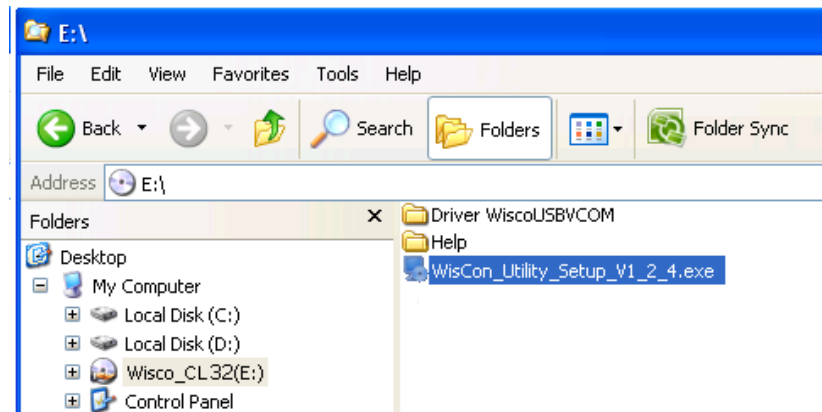 E:\
File Edit View Favorites Tools Help
Back Search Folders Folder Sync
Address E:\
Folders
Desktop
My Computer
Local Disk (C:)
Local Disk (D:)
Wisco_CL32(E:)
Control Panel
Driver WiscoUSBVCOM
Help
WisCon_Utility_Setup_V1_2_4.exe